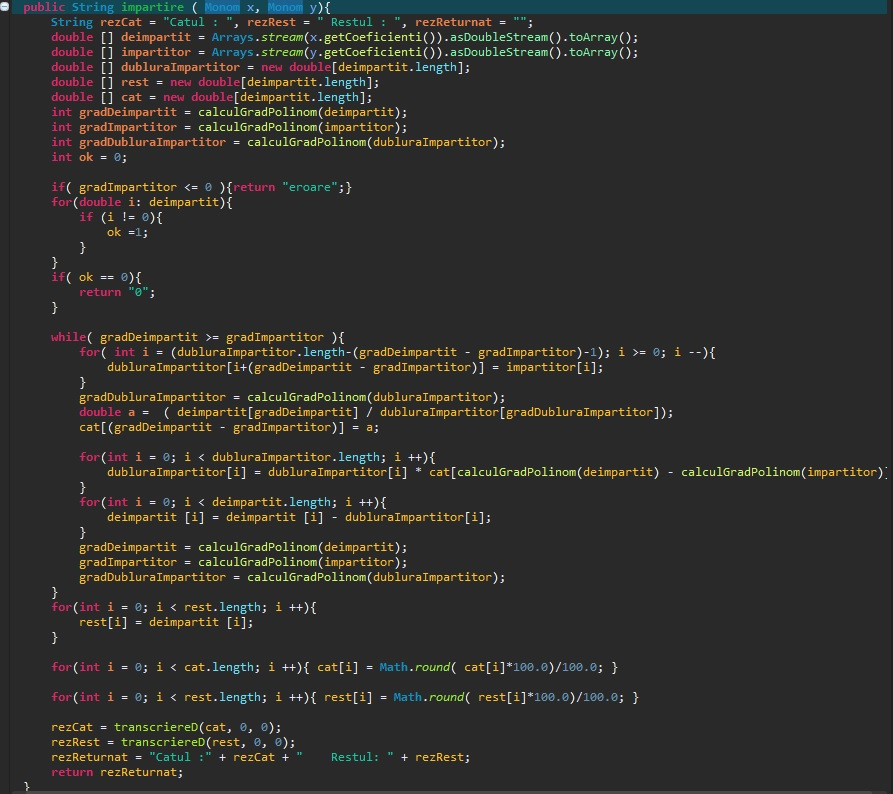 public String impartire ( Monom x, Monom y){
String rezCat = "Catul : ", rezRest = " Restul : ", rezReturnat = "";
double [] deimpartit = Arrays.stream(x.getCoeficienti()).asDoubleStream().toArray();
double [] impartitor = Arrays.stream(y.getCoeficienti()).asDoubleStream().toArray();
double [] dubluraImpartitor = new double[deimpartit.length];
double [] rest = new double[deimpartit.length];
double [] cat = new double[deimpartit.length];
int gradDeimpartit = calculGradPolinom(deimpartit);
int gradImpartitor = calculGradPolinom(impartitor);
int gradDubluraImpartitor = calculGradPolinom(dubluraImpartitor);
int ok = 0;
if( gradImpartitor <= 0 ){return "eroare";}
for(double i: deimpartit){
if (i != 0){
ok =1;
}
}
if( ok == 0){
return "0";
}
while( gradDeimpartit >= gradImpartitor ){
for( int i = (dubluraImpartitor.length-(gradDeimpartit - gradImpartitor)-1); i >= 0; i --){
dubluraImpartitor[i+(gradDeimpartit - gradImpartitor)] = impartitor[i];
}
gradDubluraImpartitor = calculGradPolinom(dubluraImpartitor);
double a =  ( deimpartit[gradDeimpartit] / dubluraImpartitor[gradDubluraImpartitor]);
cat[(gradDeimpartit - gradImpartitor)] = a;
for(int i = 0; i < dubluraImpartitor.length; i ++){
dubluraImpartitor[i] = dubluraImpartitor[i] * cat[calculGradPolinom(deimpartit) - calculGradPolinom(impartitor)]
}
for(int i = 0; i < deimpartit.length; i ++){
deimpartit [i] = deimpartit [i] - dubluraImpartitor[i];
}
gradDeimpartit = calculGradPolinom(deimpartit);
gradImpartitor = calculGradPolinom(impartitor);
gradDubluraImpartitor = calculGradPolinom(dubluraImpartitor);
}
for(int i = 0; i < rest.length; i ++){
rest[i] = deimpartit [i];
}
for(int i = 0; i < cat.length; i ++){ cat[i] = Math.round( cat[i]*100.0)/100.0; }
for(int i = 0; i < rest.length; i ++){ rest[i] = Math.round( rest[i]*100.0)/100.0; }
rezCat = transcriereD(cat, 0, 0);
rezRest = transcriereD(rest, 0, 0);
rezReturnat = "Catul :" + rezCat + "    Restul: " + rezRest;
return rezReturnat;
}